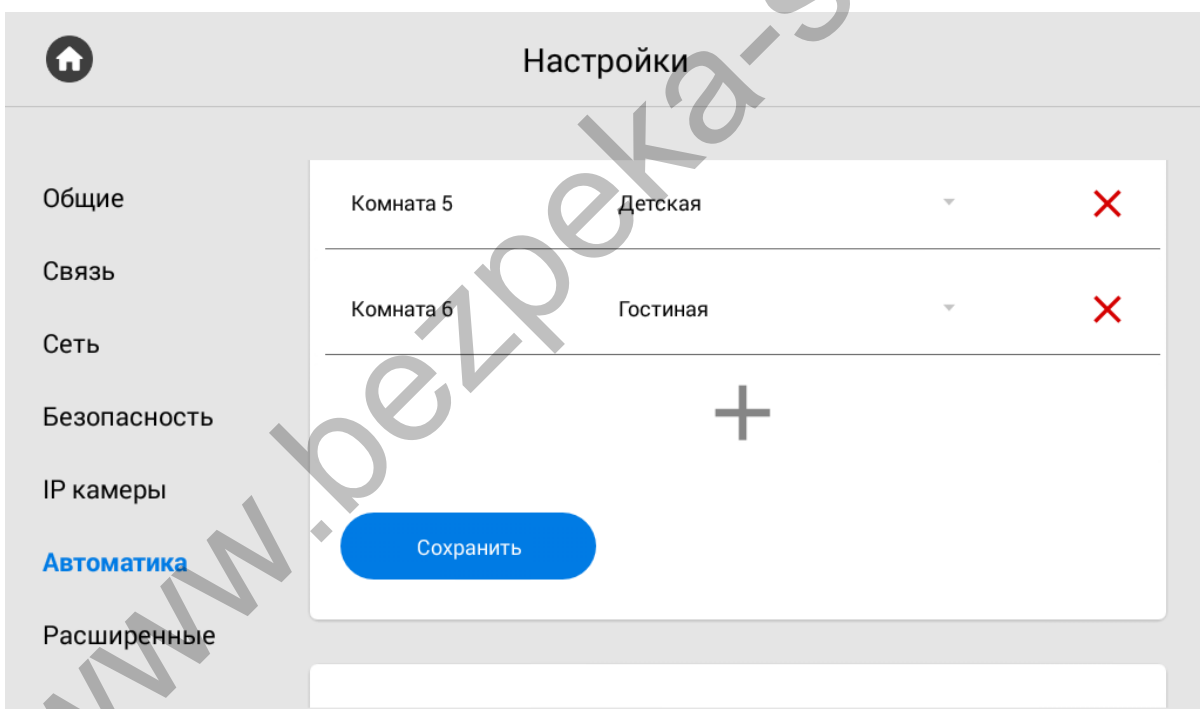 Настройки
Общие
Связь
Сеть
Безопасность
IP камеры
Автоматика
Расширенные
Комната 5 Детская
Комната 6 Гостиная
Сохранить
www.bezpeka-s